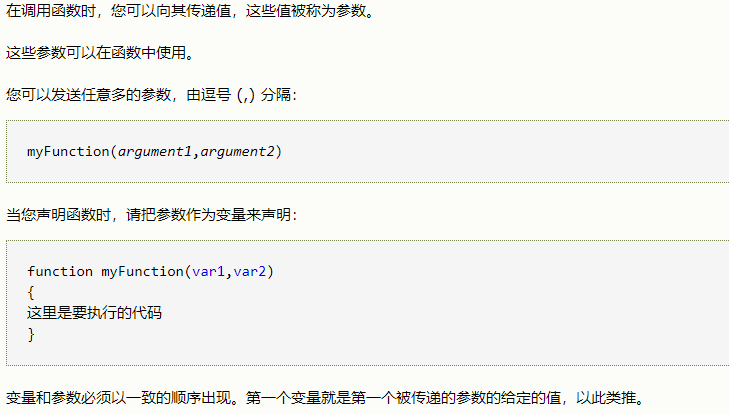 在调用函数时，您可以向其传递值，这些值被称为参数。
这些参数可以在函数中使用。
您可以发送任意多的参数，由逗号 (,) 分隔：
myFunction(argument1,argument2)
当您声明函数时，请把参数作为变量来声明：
function myFunction(var1,var2)
{
这里是要执行的代码
}
变量和参数必须以一致的顺序出现。第一个变量就是第一个被传递的参数的给定的值，以此类推。